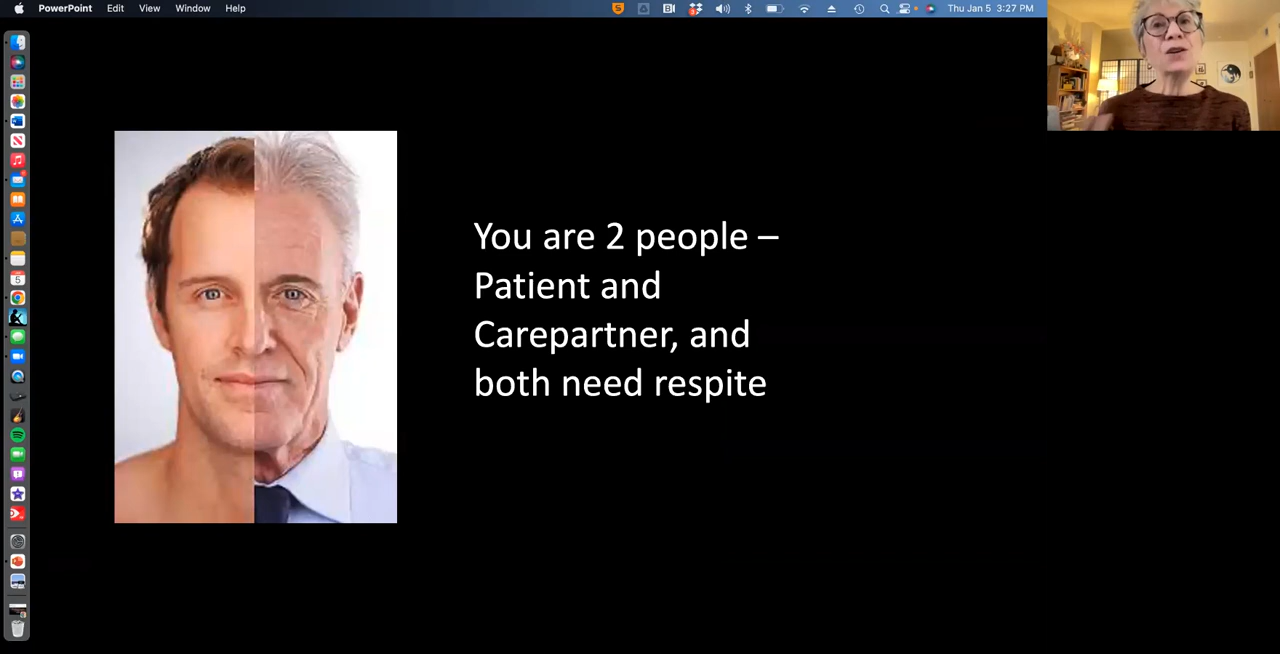 PowerPoint Edit View Window Help Thu Jan 5 3:27 PM
You are 2 people –
Patient and
Carepartner, and
both need respite
5